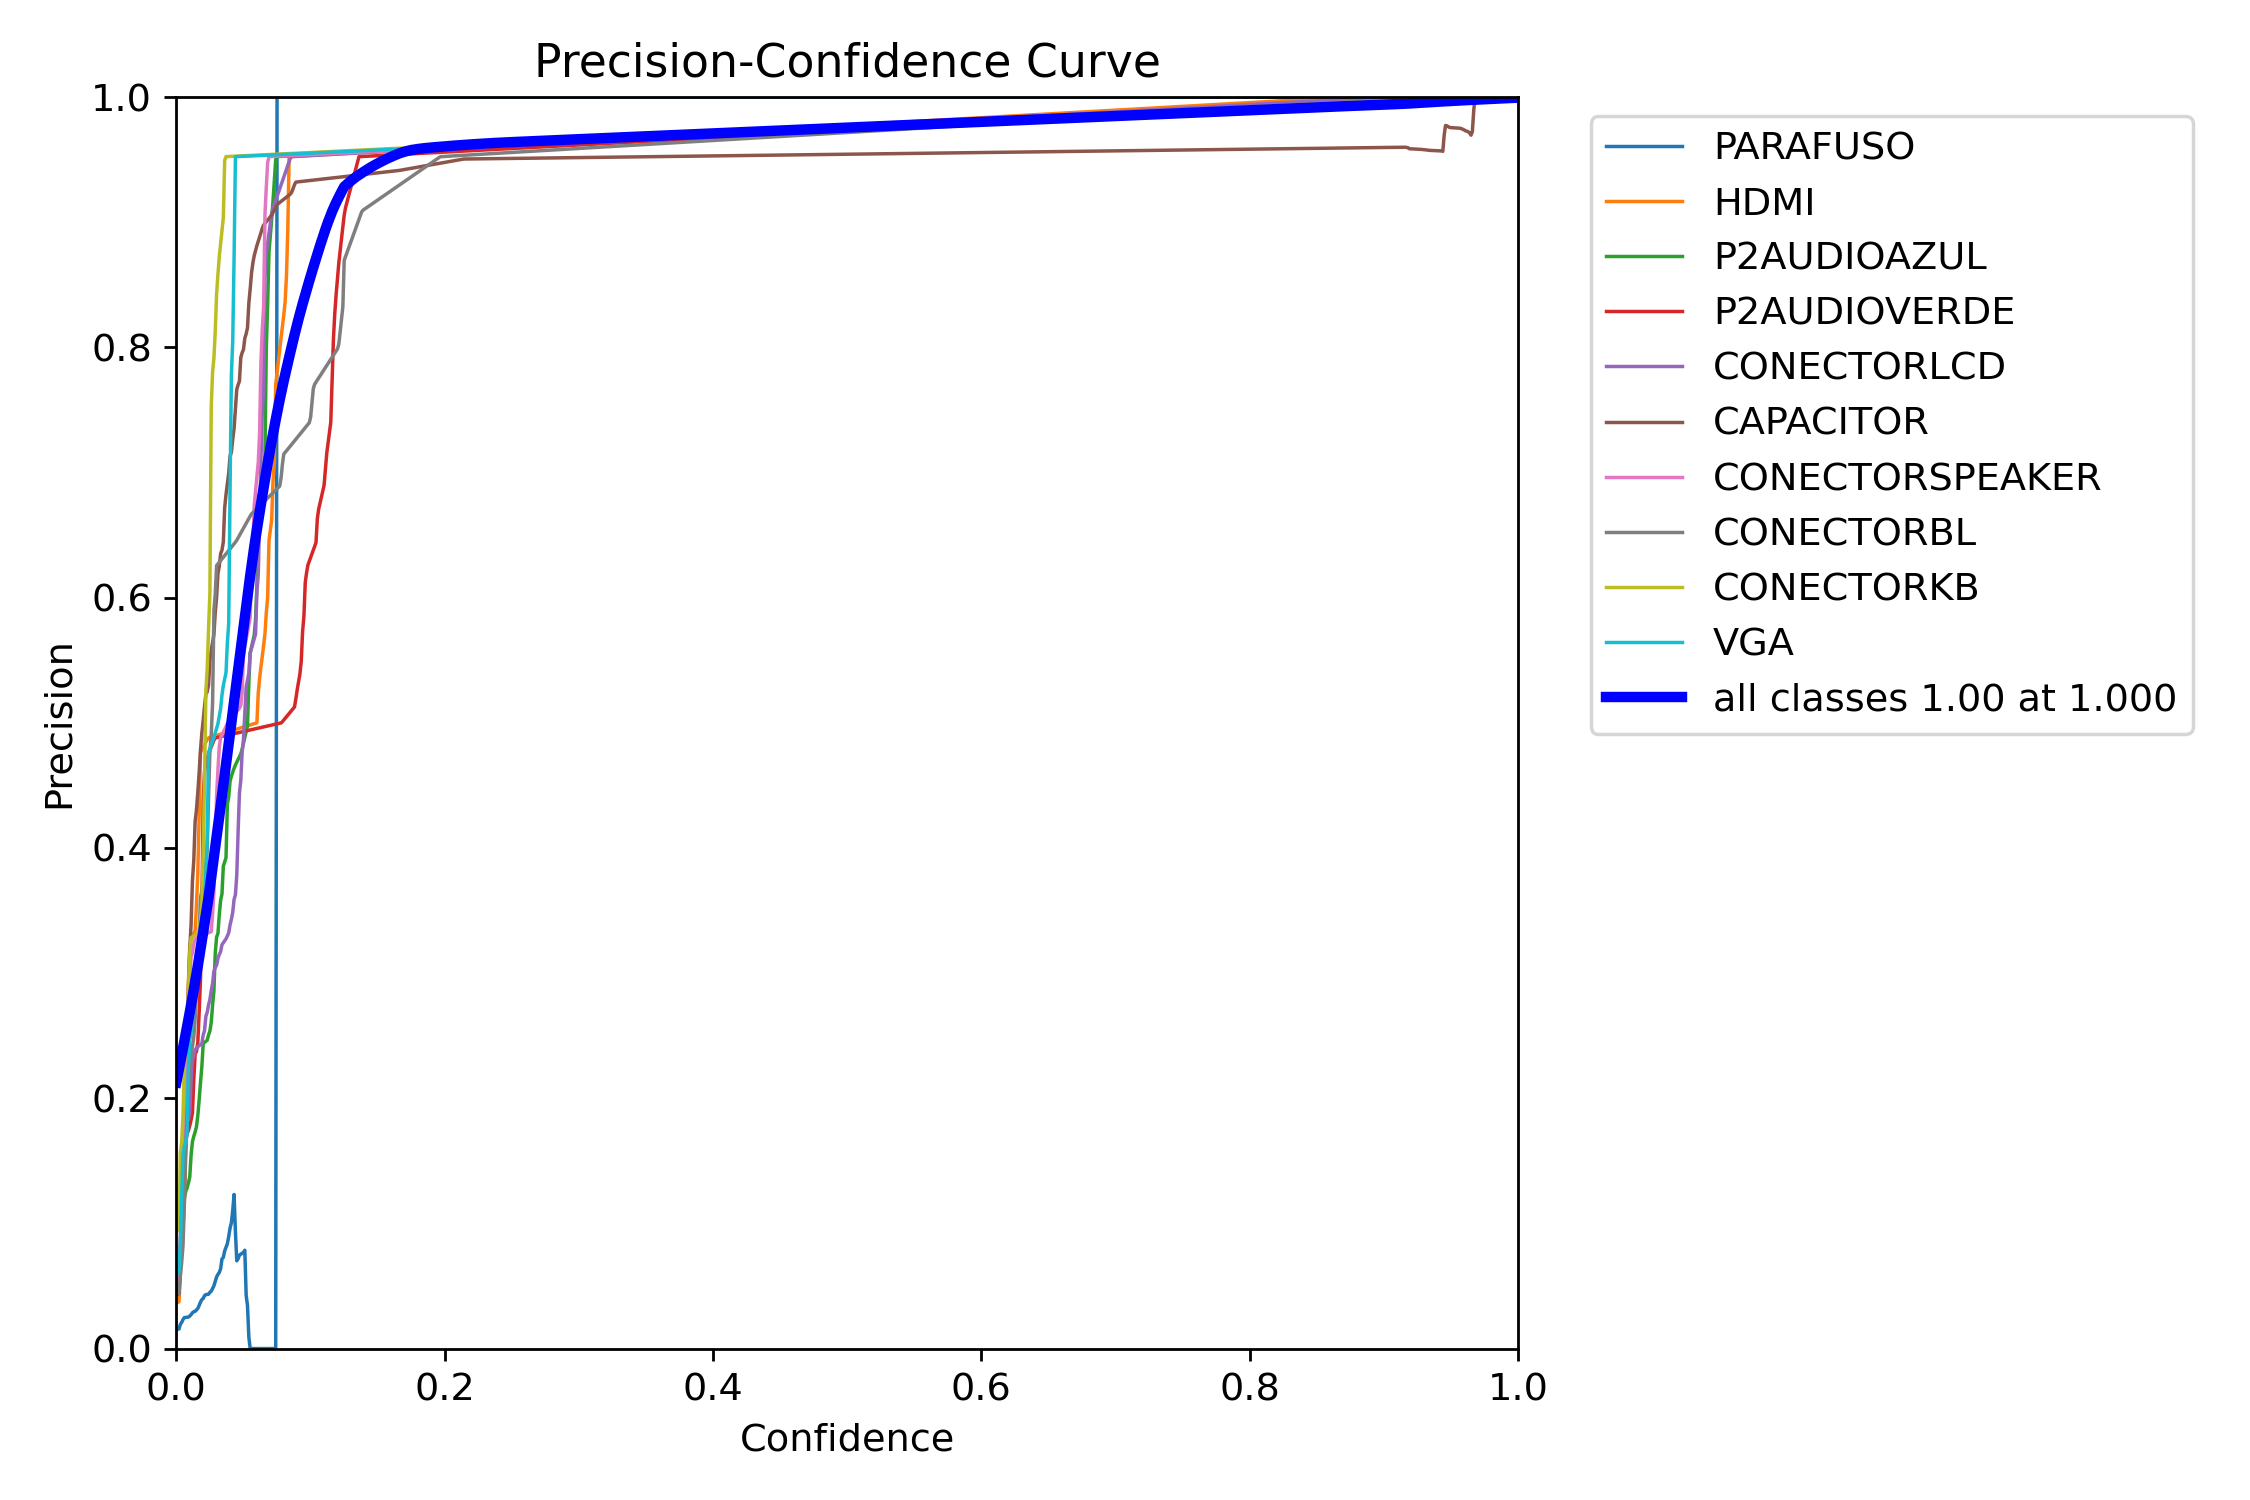 Precision-Confidence Curve
1.0
0.8
0.6
0.4
0.2
0.0
Precision
0.0 0.2 0.4 0.6 0.8 1.0
Confidence
PARAFUSO
HDMI
P2AUDIOAZUL
P2AUDIOVERDE
CONECTORLCD
CAPACITOR
CONECTORSPEAKER
CONECTORBL
CONECTORKB
VGA
all classes 1.00 at 1.000